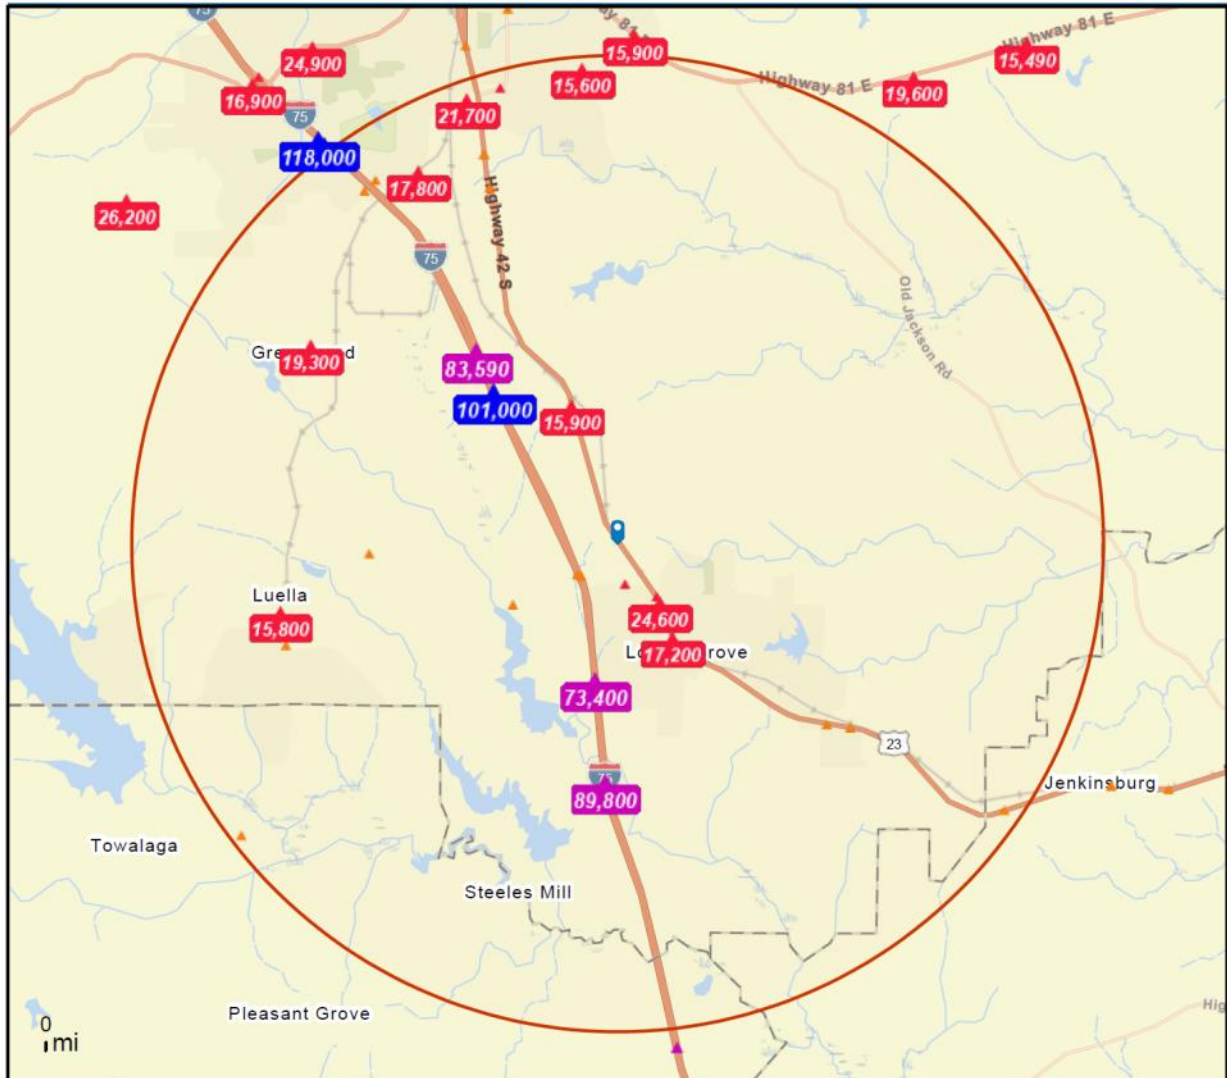 75
24,900
16,900
75
118,000
26,200
17,800
21,700
15,600
15,900
Highway 81 E
19,600
Highway 81 E
15,490
Highway 42 S
75
Old Jackson Rd
19,300
83,590
101,000
15,900
Luella
15,800
24,600
17,200
73,400
23
75
89,800
Jenkinsburg
Towalaga
Steeles Mill
Pleasant Grove
0
mi